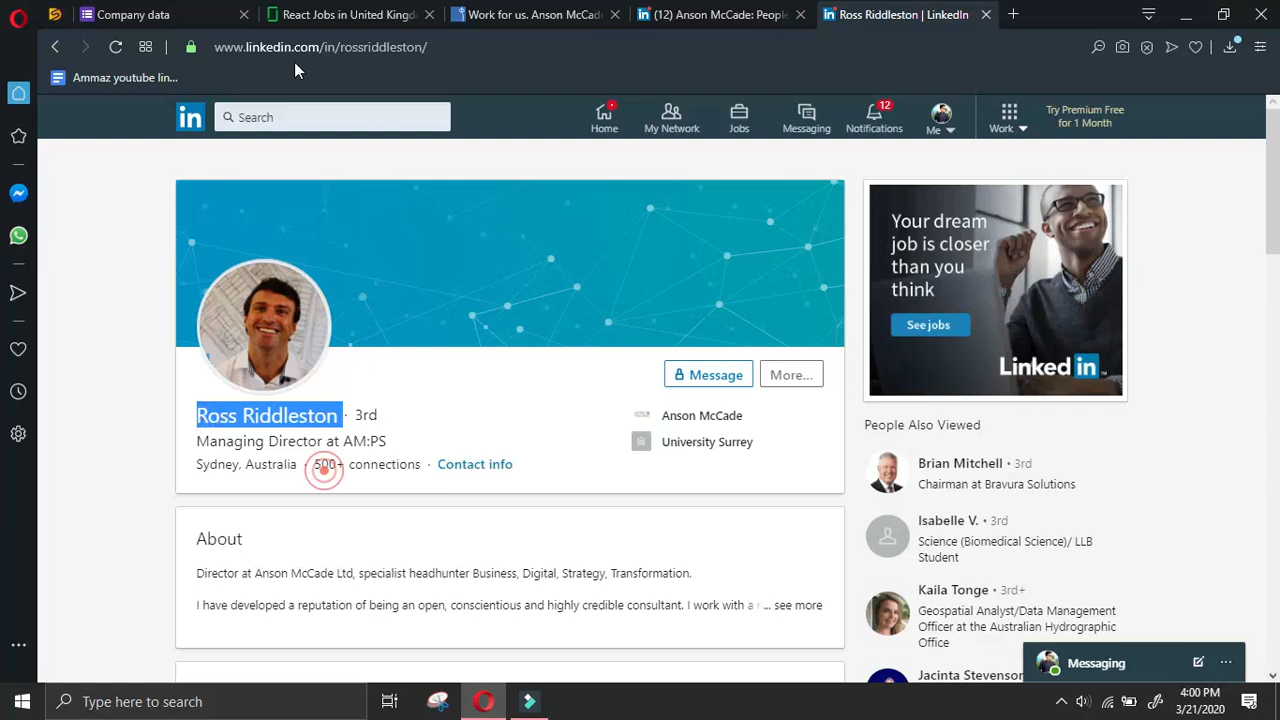 Company data
React Jobs in United Kingd
Work for us. Anson McCade
(12) Anson McCade: People
Ross Riddleston | LinkedIn
www.linkedin.com/in/rossriddleston/
Ammaz youtube lin...
in
Search
Home
My Network
Jobs
Messaging
12
Notifications
Me
Work
Try Premium Free
for 1 Month
Your dream
job is closer
than you
think
See jobs
Linked in
Message
More...
Ross Riddleston · 3rd
Anson McCade
Managing Director at AM:PS
University Surrey
Sydney, Australia · 500+ connections · Contact info
People Also Viewed
Brian Mitchell • 3rd
Chairman at Bravura Solutions
Isabelle V. • 3rd
Science (Biomedical Science)/ LLB
Student
Kaila Tonge • 3rd+
Geospatial Analyst/Data Management
Officer at the Australian Hydrographic
Office
Jacinta Stevenson
About
Director at Anson McCade Ltd, specialist headhunter Business, Digital, Strategy, Transformation.
I have developed a reputation of being an open, conscientious and highly credible consultant. I work with a r ... see more
Messaging
Type here to search
4:00 PM
3/21/2020